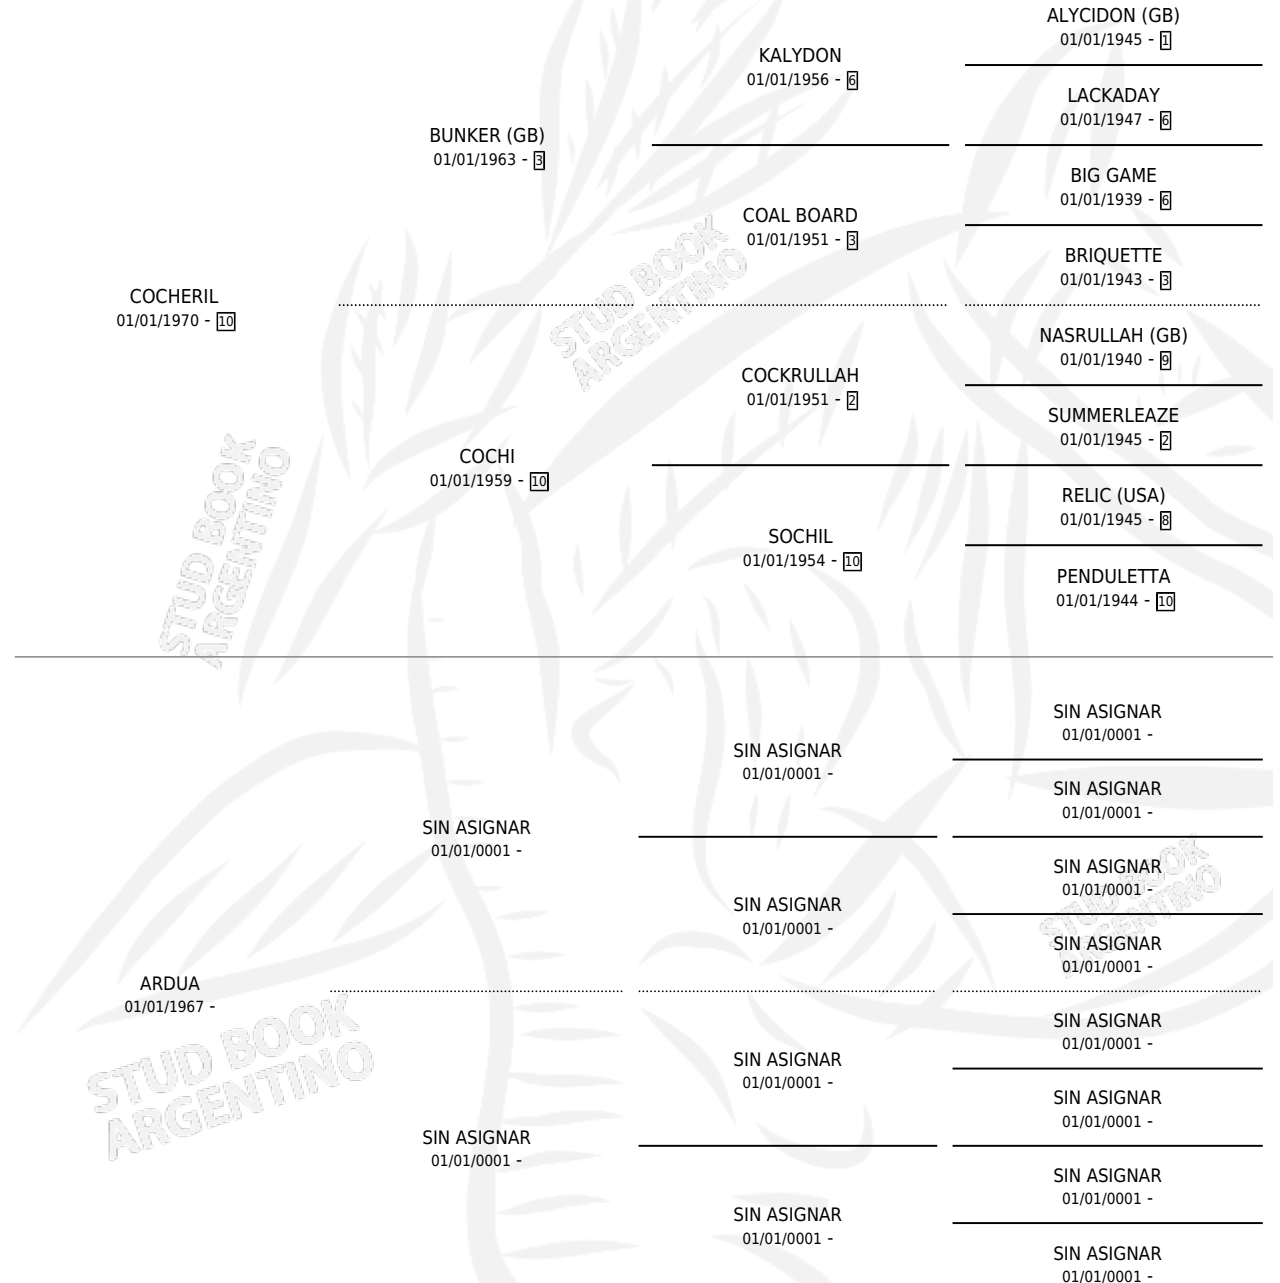 ALYCIDON (GB)
01/01/1945 - 1
KALYDON
01/01/1956 - 6
LACKADAY
01/01/1947 - 6
BUNKER (GB)
01/01/1963 - 3
BIG GAME
01/01/1939 - 6
COAL BOARD
01/01/1951 - 3
BRIQUETTE
01/01/1943 - 3
COCHERIL
01/01/1970 - 10
NASRULLAH (GB)
01/01/1940 - 9
COCKRULLAH
01/01/1951 - 2
SUMMERLEAZE
01/01/1945 - 2
COCHI
01/01/1959 - 10
RELIC (USA)
01/01/1945 - 8
SOCHIL
01/01/1954 - 10
PENDULETTA
01/01/1944 - 10
STUD BOOK
ARGENTINO
STUD BOOK
ARGENTINO
SIN ASIGNAR
01/01/0001 -
SIN ASIGNAR
01/01/0001 -
SIN ASIGNAR
01/01/0001 -
SIN ASIGNAR
01/01/0001 -
SIN ASIGNAR
01/01/0001 -
SIN ASIGNAR
01/01/0001 -
SIN ASIGNAR
01/01/0001 -
STUD BOOK
ARGENTINO
ARDUA
01/01/1967 -
SIN ASIGNAR
01/01/0001 -
SIN ASIGNAR
01/01/0001 -
SIN ASIGNAR
01/01/0001 -
SIN ASIGNAR
01/01/0001 -
SIN ASIGNAR
01/01/0001 -
SIN ASIGNAR
01/01/0001 -
SIN ASIGNAR
01/01/0001 -
STUD BOOK
ARGENTINO